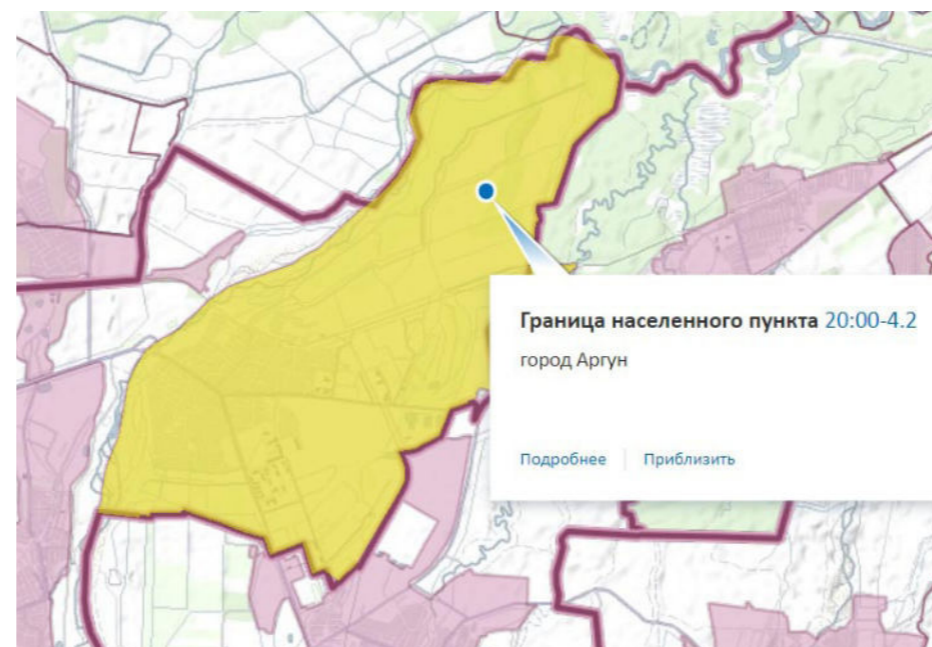 Граница населенного пункта 20:00-4.2
город Аргун
Подробнее Приблизить